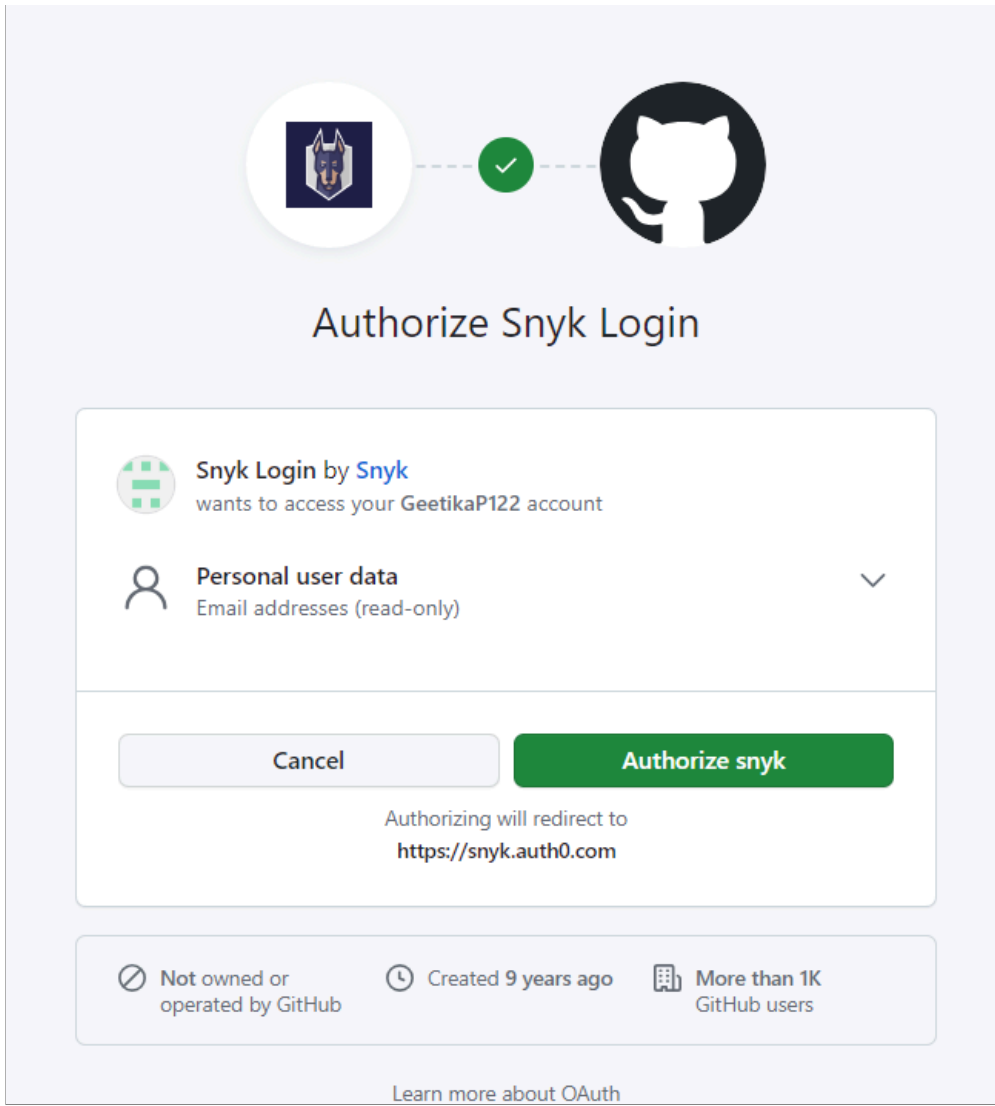 Authorize Snyk Login
Snyk Login by Snyk
wants to access your GeetikaP122 account
Personal user data
Email addresses (read-only)
Cancel
Authorize snyk
Authorizing will redirect to
https://snyk.auth0.com
Not owned or
operated by GitHub
Created 9 years ago
More than 1K
GitHub users
Learn more about OAuth